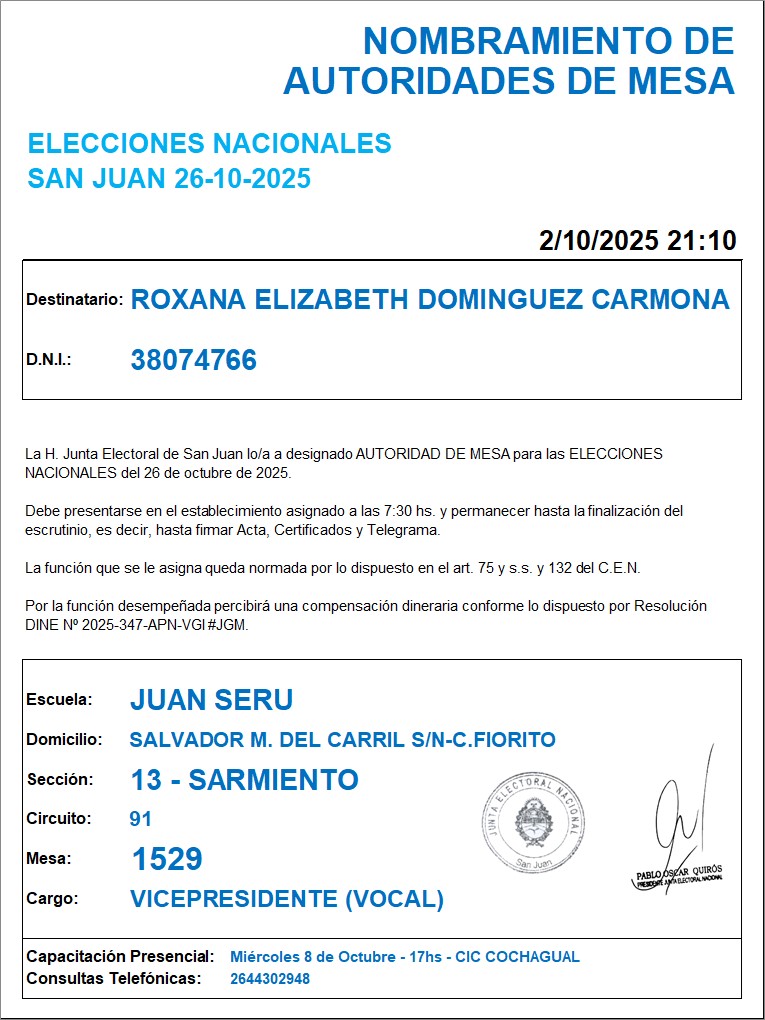 NOMBRAMIENTO DE
AUTORIDADES DE MESA
ELECCIONES NACIONALES
SAN JUAN 26-10-2025
2/10/2025 21:10
Destinatario: ROXANA ELIZABETH DOMINGUEZ CARMONA
D.N.I.: 38074766
La H. Junta Electoral de San Juan lo/a a designado AUTORIDAD DE MESA para las ELECCIONES
NACIONALES del 26 de octubre de 2025.
Debe presentarse en el establecimiento asignado a las 7:30 hs. y permanecer hasta la finalización del
escrutinio, es decir, hasta firmar Acta, Certificados y Telegrama.
La función que se le asigna queda normada por lo dispuesto en el art. 75 y s.s. y 132 del C.E.N.
Por la función desempeñada percibirá una compensación dineraria conforme lo dispuesto por Resolución
DINE Nº 2025-347-APN-VGI#JGM.
Escuela: JUAN SERU
Domicilio: SALVADOR M. DEL CARRIL S/N-C.FIORITO
Sección: 13 - SARMIENTO
Circuito: 91
Mesa: 1529
Cargo: VICEPRESIDENTE (VOCAL)
JUNTA ELECTORAL NACIONAL
San Juan
PABLO OSCAR QUIRÓS
PRESIDENTE JUNTA ELECTORAL NACIONAL
Capacitación Presencial: Miércoles 8 de Octubre - 17hs - CIC COCHAGUAL
Consultas Telefónicas: 2644302948